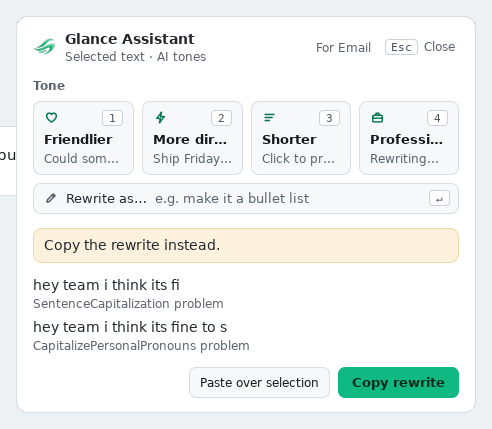 Glance Assistant
Selected text · AI tones
For Email
Esc Close
Tone
1
Friendlier
Could som…
2
More dir…
Ship Friday…
3
Shorter
Click to pr…
4
Professi…
Rewriting…
Rewrite as… e.g. make it a bullet list ↵
Copy the rewrite instead.
hey team i think its fi
SentenceCapitalization problem
hey team i think its fine to s
CapitalizePersonalPronouns problem
Paste over selection
Copy rewrite